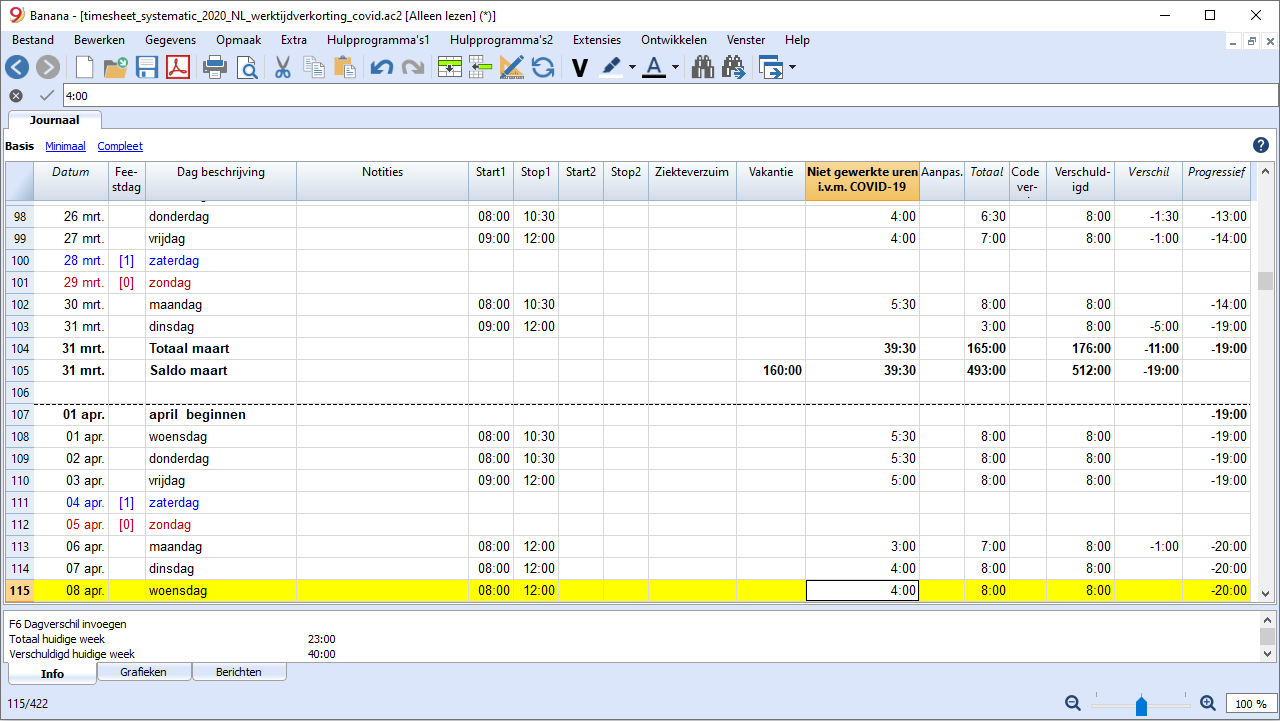 Banana - [timesheet_systematic_2020_NL_werktijdverkorting_covid.ac2 [Alleen lezen] (*)]
Bestand Bewerken Gegevens Opmaak Extra Hulpprogramma's1 Hulpprogramma's2 Extensies Ontwikkelen Venster Help
4:00
Journaal
Basis Minimaal Compleet
Datum Fee-stdag Dag beschrijving Notities Start1 Stop1 Start2 Stop2 Ziekteverzuim Vakantie Niet gewerkte uren i.v.m. COVID-19 Aanpas. Totaal Code ver- Verschuld-igd Verschil Progressief
98 26 mrt. donderdag 08:00 10:30 4:00 6:30 8:00 -1:30 -13:00
99 27 mrt. vrijdag 09:00 12:00 4:00 7:00 8:00 -1:00 -14:00
100 28 mrt. [1] zaterdag
101 29 mrt. [0] zondag
102 30 mrt. maandag 08:00 10:30 5:30 8:00 8:00 -14:00
103 31 mrt. dinsdag 09:00 12:00 3:00 8:00 -5:00 -19:00
104 31 mrt. Totaal maart 39:30 165:00 176:00 -11:00 -19:00
105 31 mrt. Saldo maart 160:00 39:30 493:00 512:00 -19:00
106
107 01 apr. april beginnen -19:00
108 01 apr. woensdag 08:00 10:30 5:30 8:00 8:00 -19:00
109 02 apr. donderdag 08:00 10:30 5:30 8:00 8:00 -19:00
110 03 apr. vrijdag 09:00 12:00 5:00 8:00 8:00 -19:00
111 04 apr. [1] zaterdag
112 05 apr. [0] zondag
113 06 apr. maandag 08:00 12:00 3:00 7:00 8:00 -1:00 -20:00
114 07 apr. dinsdag 08:00 12:00 4:00 8:00 8:00 -20:00
115 08 apr. woensdag 08:00 12:00 4:00 8:00 8:00 -20:00
F6 Dagverschil invoegen
Totaal huidige week 23:00
Verschuldigd huidige week 40:00
Info Grafieken Berichten
115/422 100 %